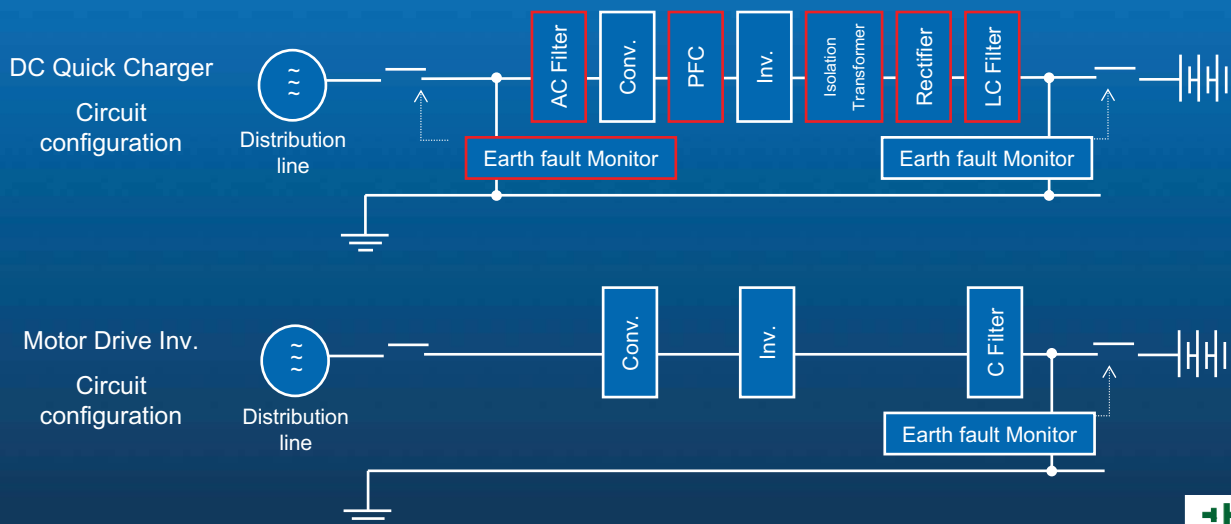 DC Quick Charger
Circuit
configuration
Distribution
line
AC Filter
Conv.
PFC
Inv.
Isolation
Transformer
Rectifier
LC Filter
Earth fault Monitor
Earth fault Monitor
Motor Drive Inv.
Circuit
configuration
Distribution
line
Conv.
Inv.
C Filter
Earth fault Monitor